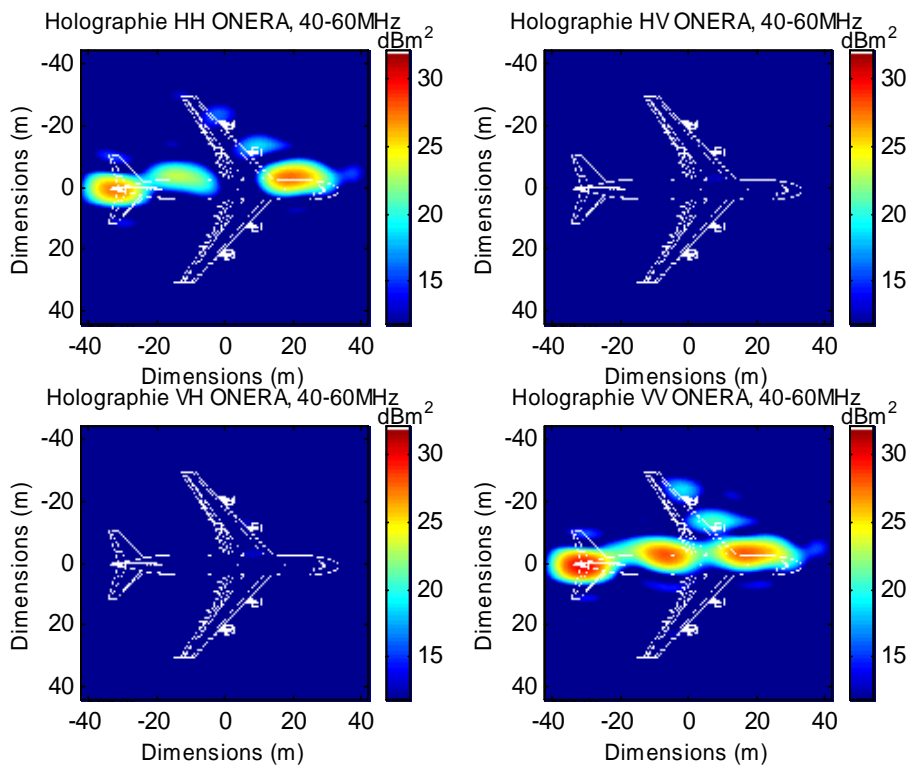 Holographie HH ONERA, 40-60MHz
dBm2
-40
-20
0
20
40
Dimensions (m)
-40 -20 0 20 40
Dimensions (m)
30
25
20
15
Holographie HV ONERA, 40-60MHz
dBm2
-40
-20
0
20
40
Dimensions (m)
-40 -20 0 20 40
Dimensions (m)
30
25
20
15
Holographie VH ONERA, 40-60MHz
dBm2
-40
-20
0
20
40
Dimensions (m)
-40 -20 0 20 40
Dimensions (m)
30
25
20
15
Holographie VV ONERA, 40-60MHz
dBm2
-40
-20
0
20
40
Dimensions (m)
-40 -20 0 20 40
Dimensions (m)
30
25
20
15